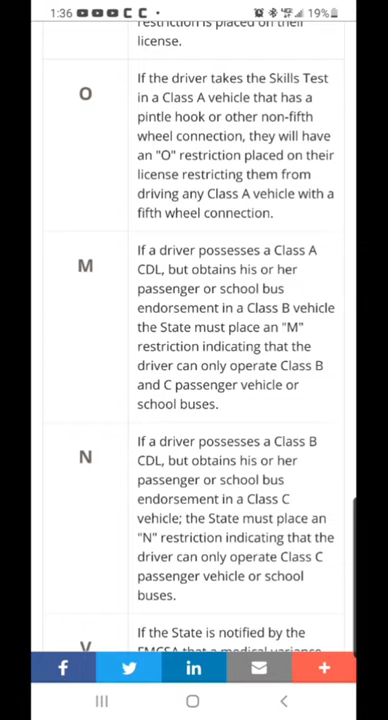 1:36
19%
restriction is placed on their
license.
O
If the driver takes the Skills Test
in a Class A vehicle that has a
pintle hook or other non-fifth
wheel connection, they will have
an "O" restriction placed on their
license restricting them from
driving any Class A vehicle with a
fifth wheel connection.
M
If a driver possesses a Class A
CDL, but obtains his or her
passenger or school bus
endorsement in a Class B vehicle
the State must place an "M"
restriction indicating that the
driver can only operate Class B
and C passenger vehicle or
school buses.
N
If a driver possesses a Class B
CDL, but obtains his or her
passenger or school bus
endorsement in a Class C
vehicle; the State must place an
"N" restriction indicating that the
driver can only operate Class C
passenger vehicle or school
buses.
V
If the State is notified by the
FMCSA that a medical variance